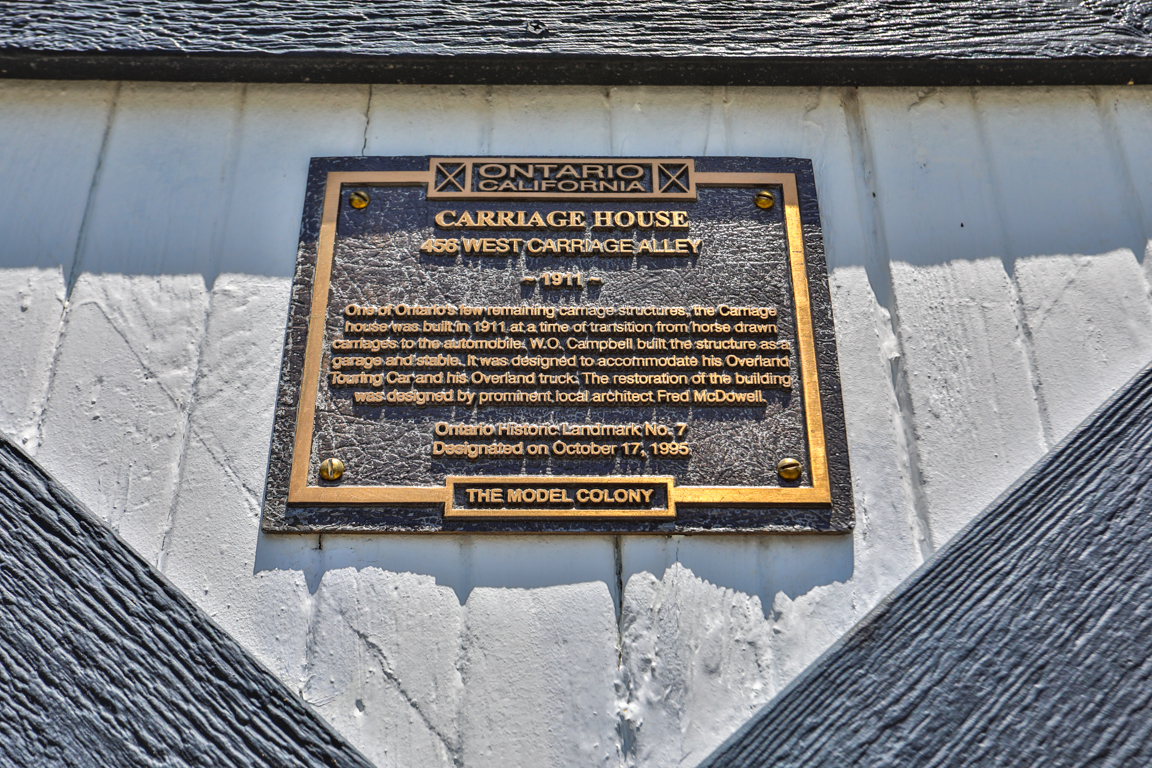 ONTARIO
CALIFORNIA
CARRIAGE HOUSE
456 WEST CARRIAGE ALLEY
~ 1911 ~
One of Ontario's few remaining carriage structures, the Carriage
house was built in 1911 at a time of transition from horse drawn
carriages to the automobile. W.O. Campbell built the structure as a
garage and stable. It was designed to accommodate his Overland
Touring Car and his Overland truck. The restoration of the building
was designed by prominent local architect Fred McDowell.
Ontario Historic Landmark No. 7
Designated on October 17, 1995
THE MODEL COLONY